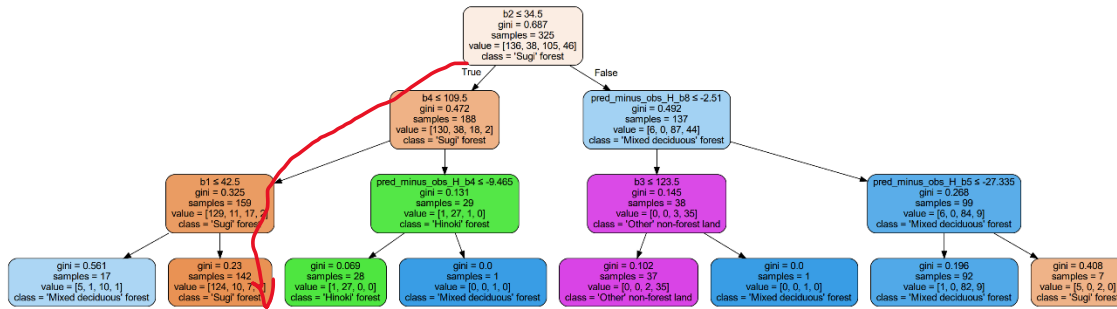 b2 ≤ 34.5
gini = 0.687
samples = 325
value = [136, 38, 105, 46]
class = 'Sugi' forest
True
False
b4 ≤ 109.5
gini = 0.472
samples = 188
value = [130, 38, 18, 2]
class = 'Sugi' forest
pred_minus_obs_H_b8 ≤ -2.51
gini = 0.492
samples = 137
value = [6, 0, 87, 44]
class = 'Mixed deciduous' forest
b1 ≤ 42.5
gini = 0.325
samples = 159
value = [129, 11, 17, 2]
class = 'Sugi' forest
pred_minus_obs_H_b4 ≤ -9.465
gini = 0.131
samples = 29
value = [1, 27, 1, 0]
class = 'Hinoki' forest
b3 ≤ 123.5
gini = 0.145
samples = 38
value = [0, 0, 3, 35]
class = 'Other' non-forest land
pred_minus_obs_H_b5 ≤ -27.335
gini = 0.268
samples = 99
value = [6, 0, 84, 9]
class = 'Mixed deciduous' forest
gini = 0.561
samples = 17
value = [5, 1, 10, 1]
class = 'Mixed deciduous' forest
gini = 0.23
samples = 142
value = [124, 10, 7,
class = 'Sugi' forest
gini = 0.069
samples = 28
value = [1, 27, 0, 0]
class = 'Hinoki' forest
gini = 0.0
samples = 1
value = [0, 0, 1, 0]
class = 'Mixed deciduous' forest
gini = 0.102
samples = 37
value = [0, 0, 2, 35]
class = 'Other' non-forest land
gini = 0.0
samples = 1
value = [0, 0, 1, 0]
class = 'Mixed deciduous' forest
gini = 0.196
samples = 92
value = [1, 0, 82, 9]
class = 'Mixed deciduous' forest
gini = 0.408
samples = 7
value = [5, 0, 2, 0]
class = 'Sugi' forest